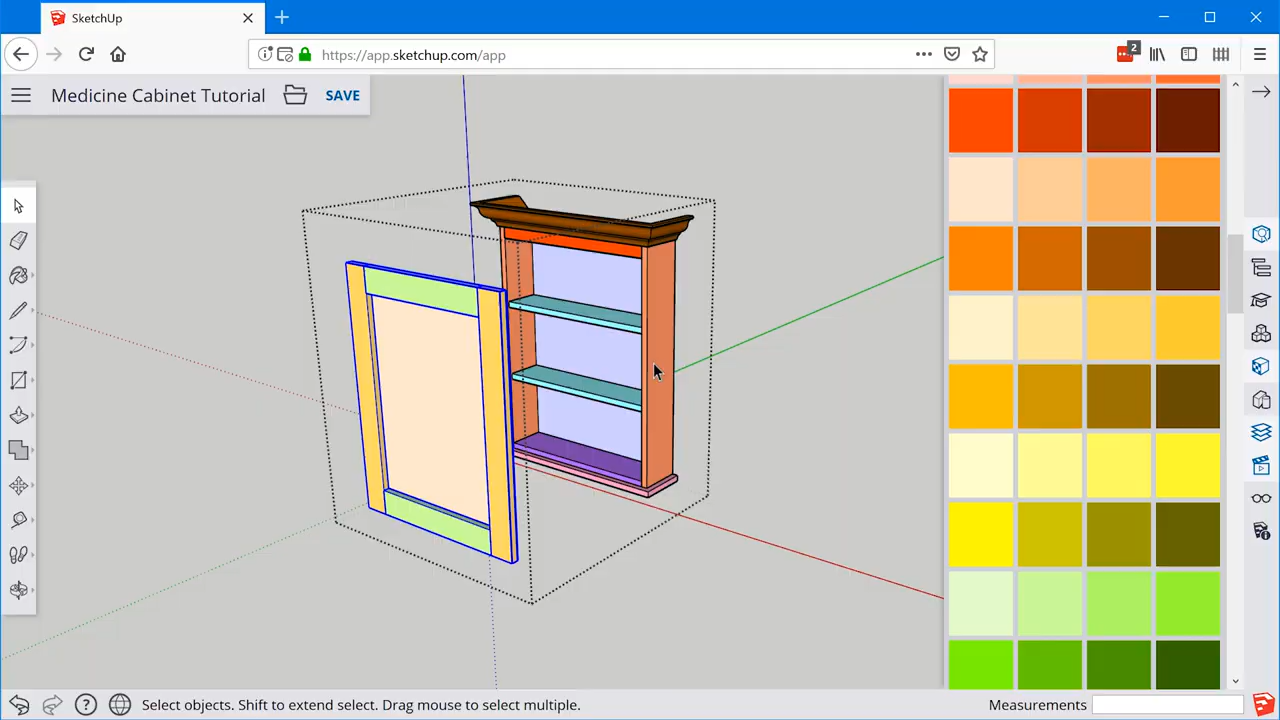 SketchUp
https://app.sketchup.com/app
2
Medicine Cabinet Tutorial
SAVE
Select objects. Shift to extend select. Drag mouse to select multiple.
Measurements